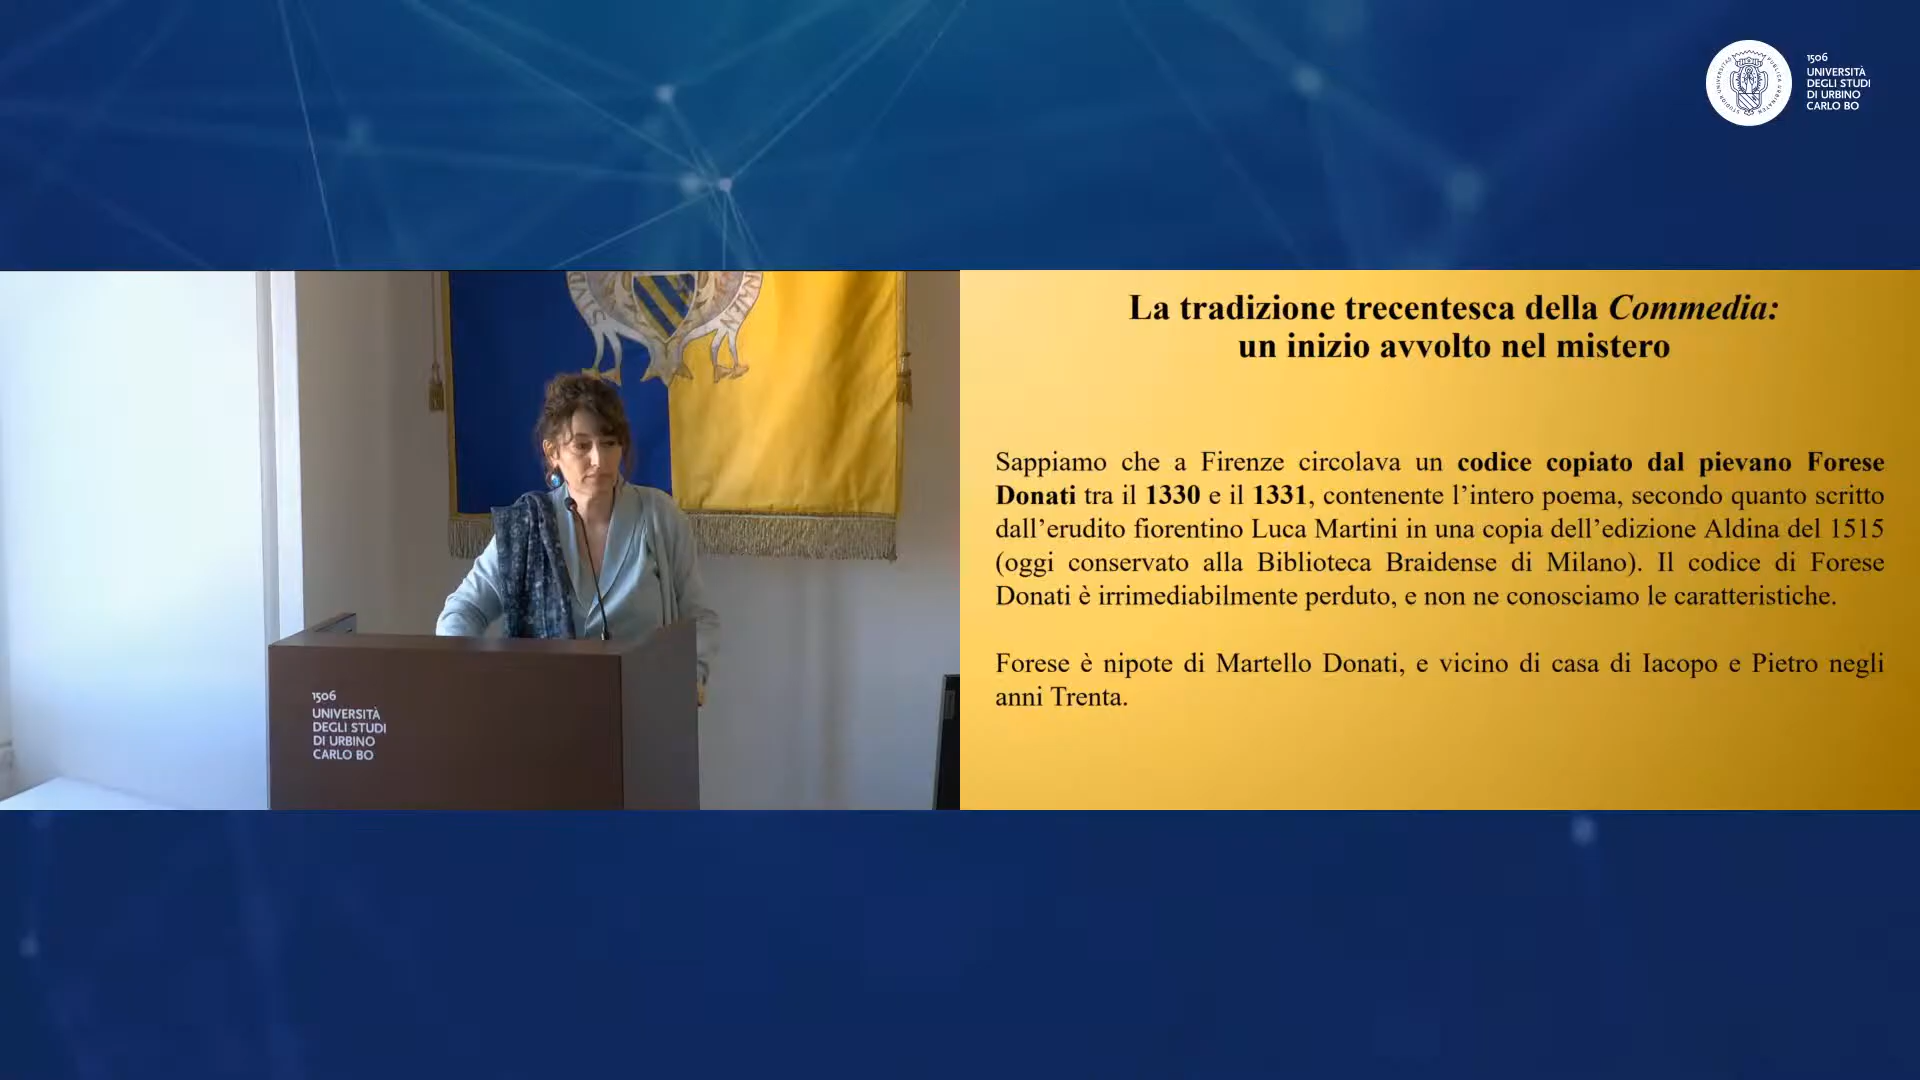 1506
UNIVERSITÀ
DEGLI STUDI
DI URBINO
CARLO BO
La tradizione trecentesca della Commedia:
un inizio avvolto nel mistero
Sappiamo che a Firenze circolava un codice copiato dal pievano Forese
Donati tra il 1330 e il 1331, contenente l’intero poema, secondo quanto scritto
dall’erudito fiorentino Luca Martini in una copia dell’edizione Aldina del 1515
(oggi conservato alla Biblioteca Braidense di Milano). Il codice di Forese
Donati è irrimediabilmente perduto, e non ne conosciamo le caratteristiche.
Forese è nipote di Martello Donati, e vicino di casa di Iacopo e Pietro negli
anni Trenta.
1506
UNIVERSITÀ
DEGLI STUDI
DI URBINO
CARLO BO